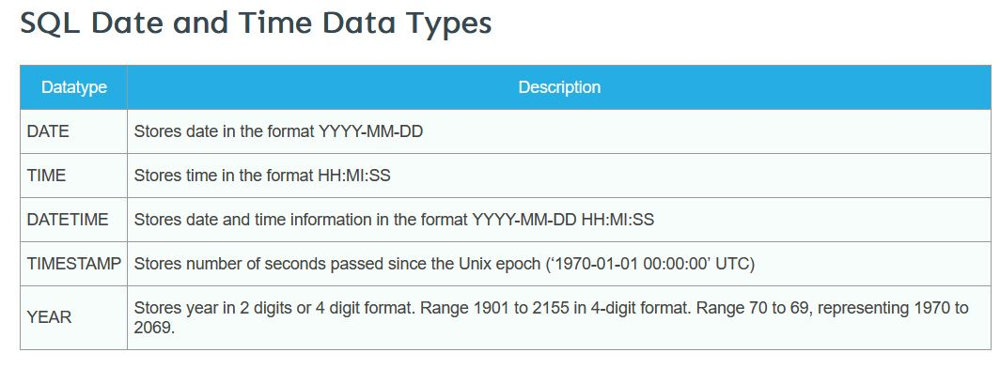 SQL Date and Time Data Types
Datatype Description
DATE Stores date in the format YYYY-MM-DD
TIME Stores time in the format HH:MI:SS
DATETIME Stores date and time information in the format YYYY-MM-DD HH:MI:SS
TIMESTAMP Stores number of seconds passed since the Unix epoch (‘1970-01-01 00:00:00’ UTC)
YEAR Stores year in 2 digits or 4 digit format. Range 1901 to 2155 in 4-digit format. Range 70 to 69, representing 1970 to
2069.